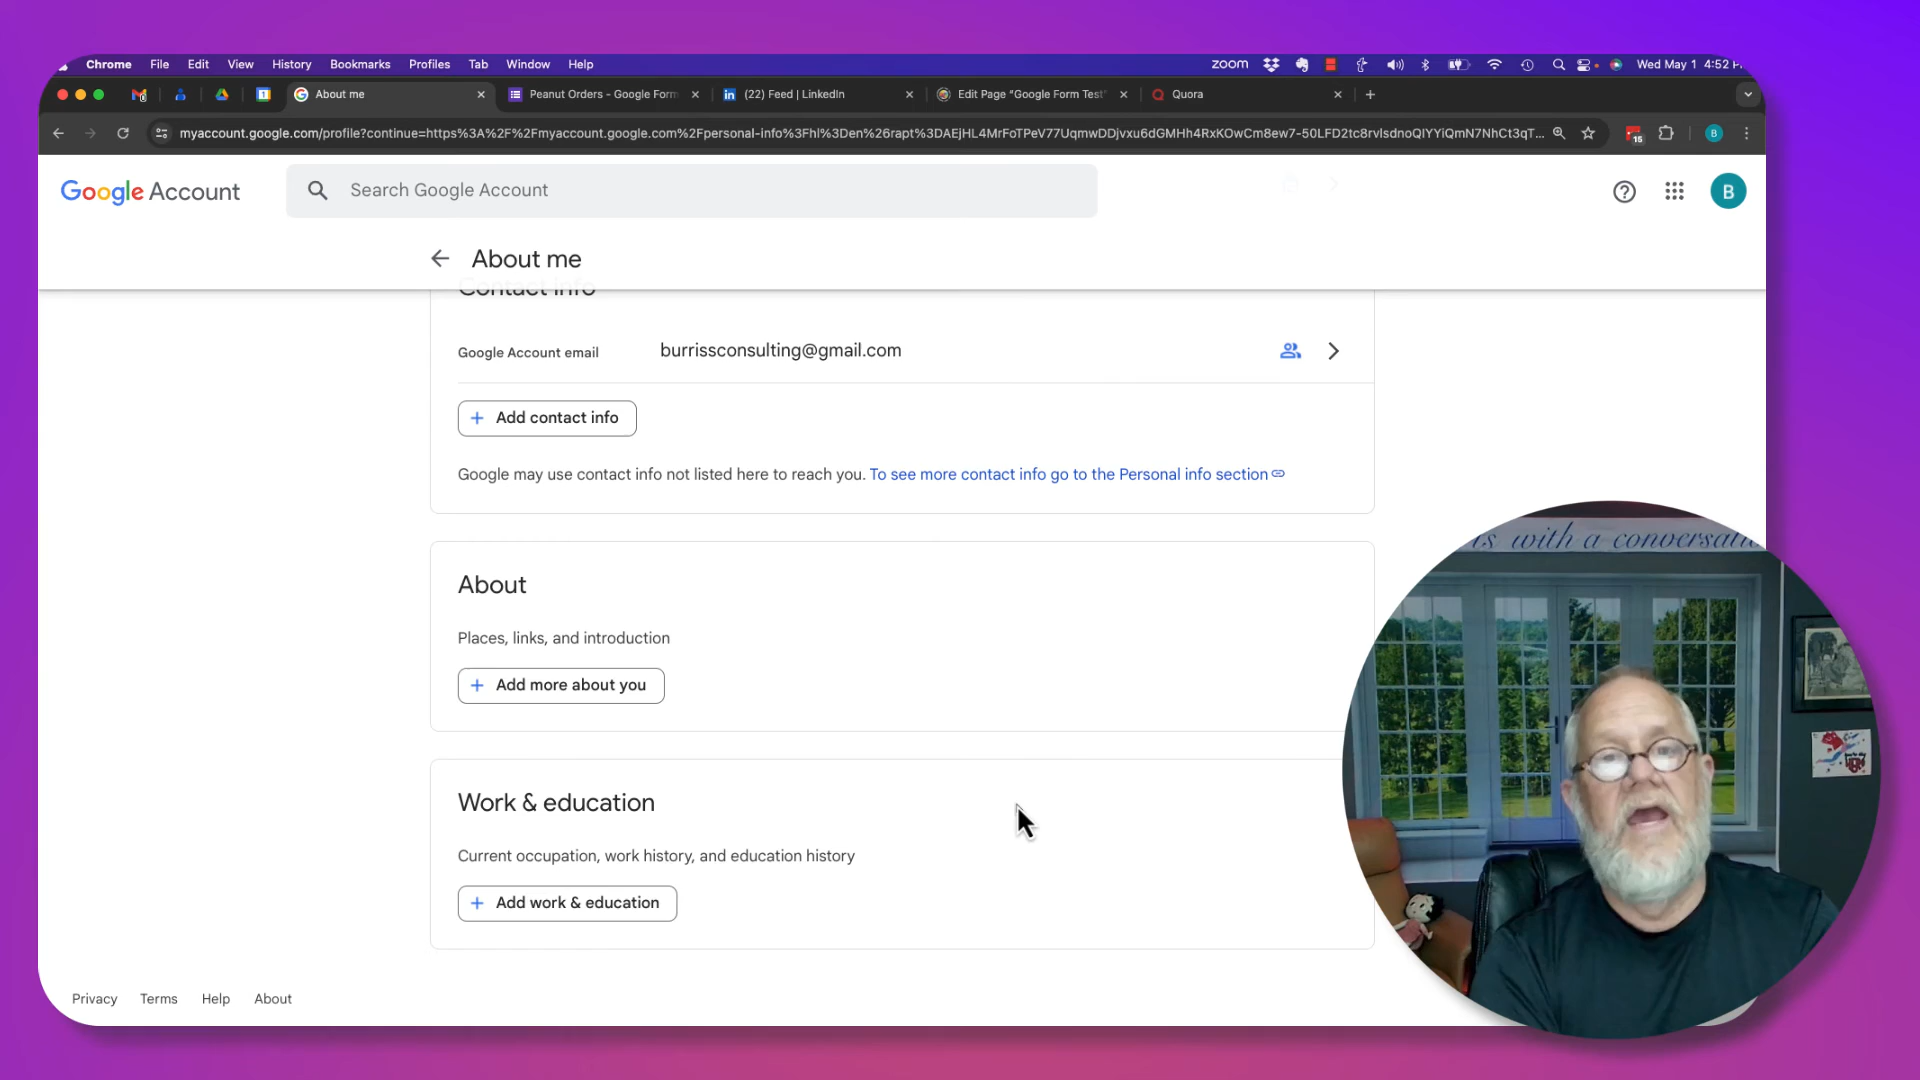 Chrome File Edit View History Bookmarks Profiles Tab Window Help zoom Wed May 1 4:52
About me Peanut Orders - Google Form (22) Feed | LinkedIn Edit Page "Google Form Test" Quora
15 B
Google Account Search Google Account B
About me
Contact info
Google Account email burrissconsulting@gmail.com
+ Add contact info
Google may use contact info not listed here to reach you. To see more contact info go to the Personal info section
is with a conversati
About
Places, links, and introduction
+ Add more about you
Work & education
Current occupation, work history, and education history
+ Add work & education
Privacy Terms Help About